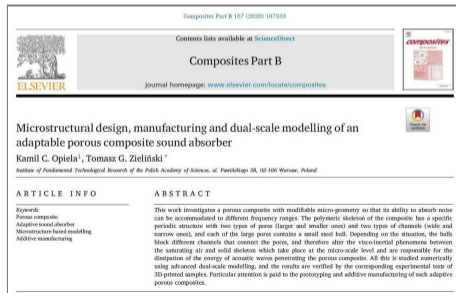 Composites Part B 187 (2020) 107033
Contents lists available at ScienceDirect
Composites Part B
journal homepage: www.elsevier.com/locate/composites
ELSEVIER
composites
Microstructural design, manufacturing and dual-scale modelling of an
adaptable porous composite sound absorber
Kamil C. Opiela¹, Tomasz G. Zieliński *
Institute of Fundamental Technological Research of the Polish Academy of Sciences, ul. Pawińskiego 5B, 02-106 Warsaw, Poland
ARTICLE INFO
Keywords:
Porous composite
Adaptive sound absorber
Microstructure based modelling
Additive manufacturing
ABSTRACT
This work investigates a porous composite with modifiable micro-geometry so that its ability to absorb noise
can be accommodated to different frequency ranges. The polymeric skeleton of the composite has a specific
periodic structure with two types of pores (larger and smaller ones) and two types of channels (wide and
narrow ones), and each of the large pores contains a small steel ball. Depending on the situation, the balls
block different channels that connect the pores, and therefore alter the visco-inertial phenomena between
the saturating air and solid skeleton which take place at the micro-scale level and are responsible for the
dissipation of the energy of acoustic waves penetrating the porous composite. All this is studied numerically
using advanced dual-scale modelling, and the results are verified by the corresponding experimental tests of
3D-printed samples. Particular attention is paid to the prototyping and additive manufacturing of such adaptive
porous composites.